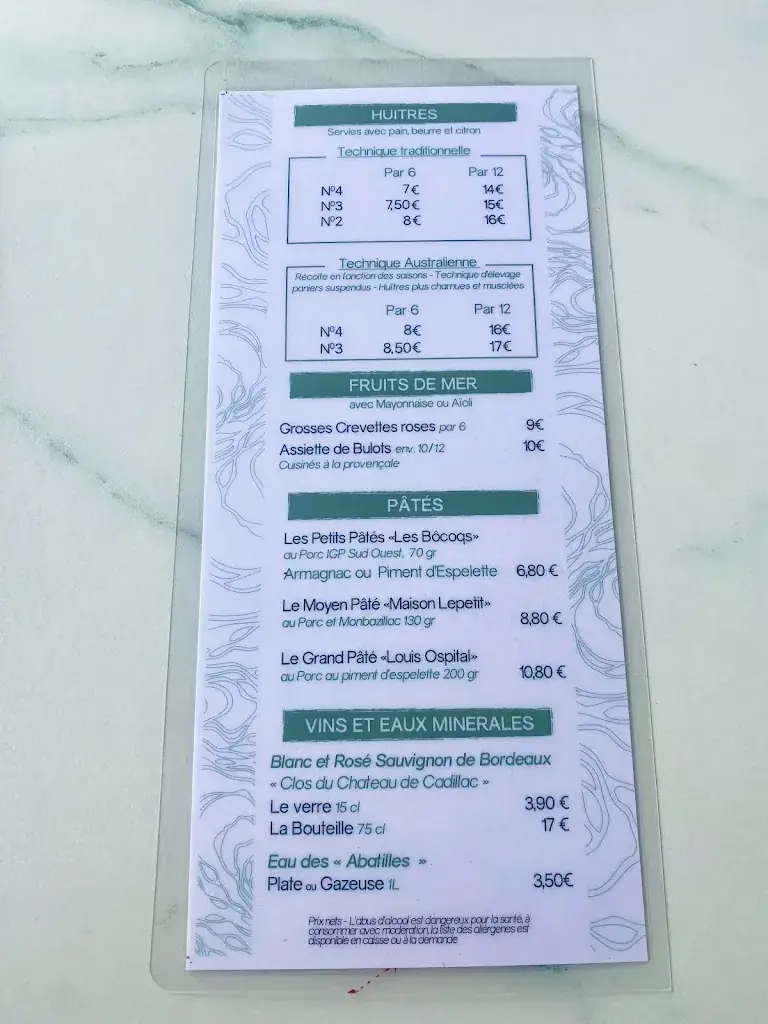 HUITRES
Servies avec pain, beurre et citron
Technique traditionnelle
Par 6 Par 12
N°4 7€ 14€
N°3 7,50€ 15€
N°2 8€ 16€
Technique Australienne
Récolte en fonction des saisons - Technique d'élevage
paniers suspendus - Huîtres plus charnues et musclées
Par 6 Par 12
N°4 8€ 16€
N°3 8,50€ 17€
FRUITS DE MER
avec Mayonnaise ou Aïoli
Grosses Crevettes roses par 6 9€
Assiette de Bulots env. 10/12 10€
Cuisinés à la provençale
PÂTÉS
Les Petits Pâtés «Les Bôcoqs»
au Porc IGP Sud Ouest, 70 gr
Armagnac ou Piment d'Espelette 6,80 €
Le Moyen Pâté «Maison Lepetit»
au Porc et Monbazillac 130 gr 8,80 €
Le Grand Pâté «Louis Ospital»
au Porc au piment d'espelette 200 gr 10,80 €
VINS ET EAUX MINERALES
Blanc et Rosé Sauvignon de Bordeaux
« Clos du Chateau de Cadillac »
Le verre 15 cl 3,90 €
La Bouteille 75 cl 17 €
Eau des « Abatilles »
Plate ou Gazeuse 1L 3,50€
Prix nets - L'abus d'alcool est dangereux pour la santé, à
consommer avec modération, la liste des allergènes est
disponible en caisse ou à la demande